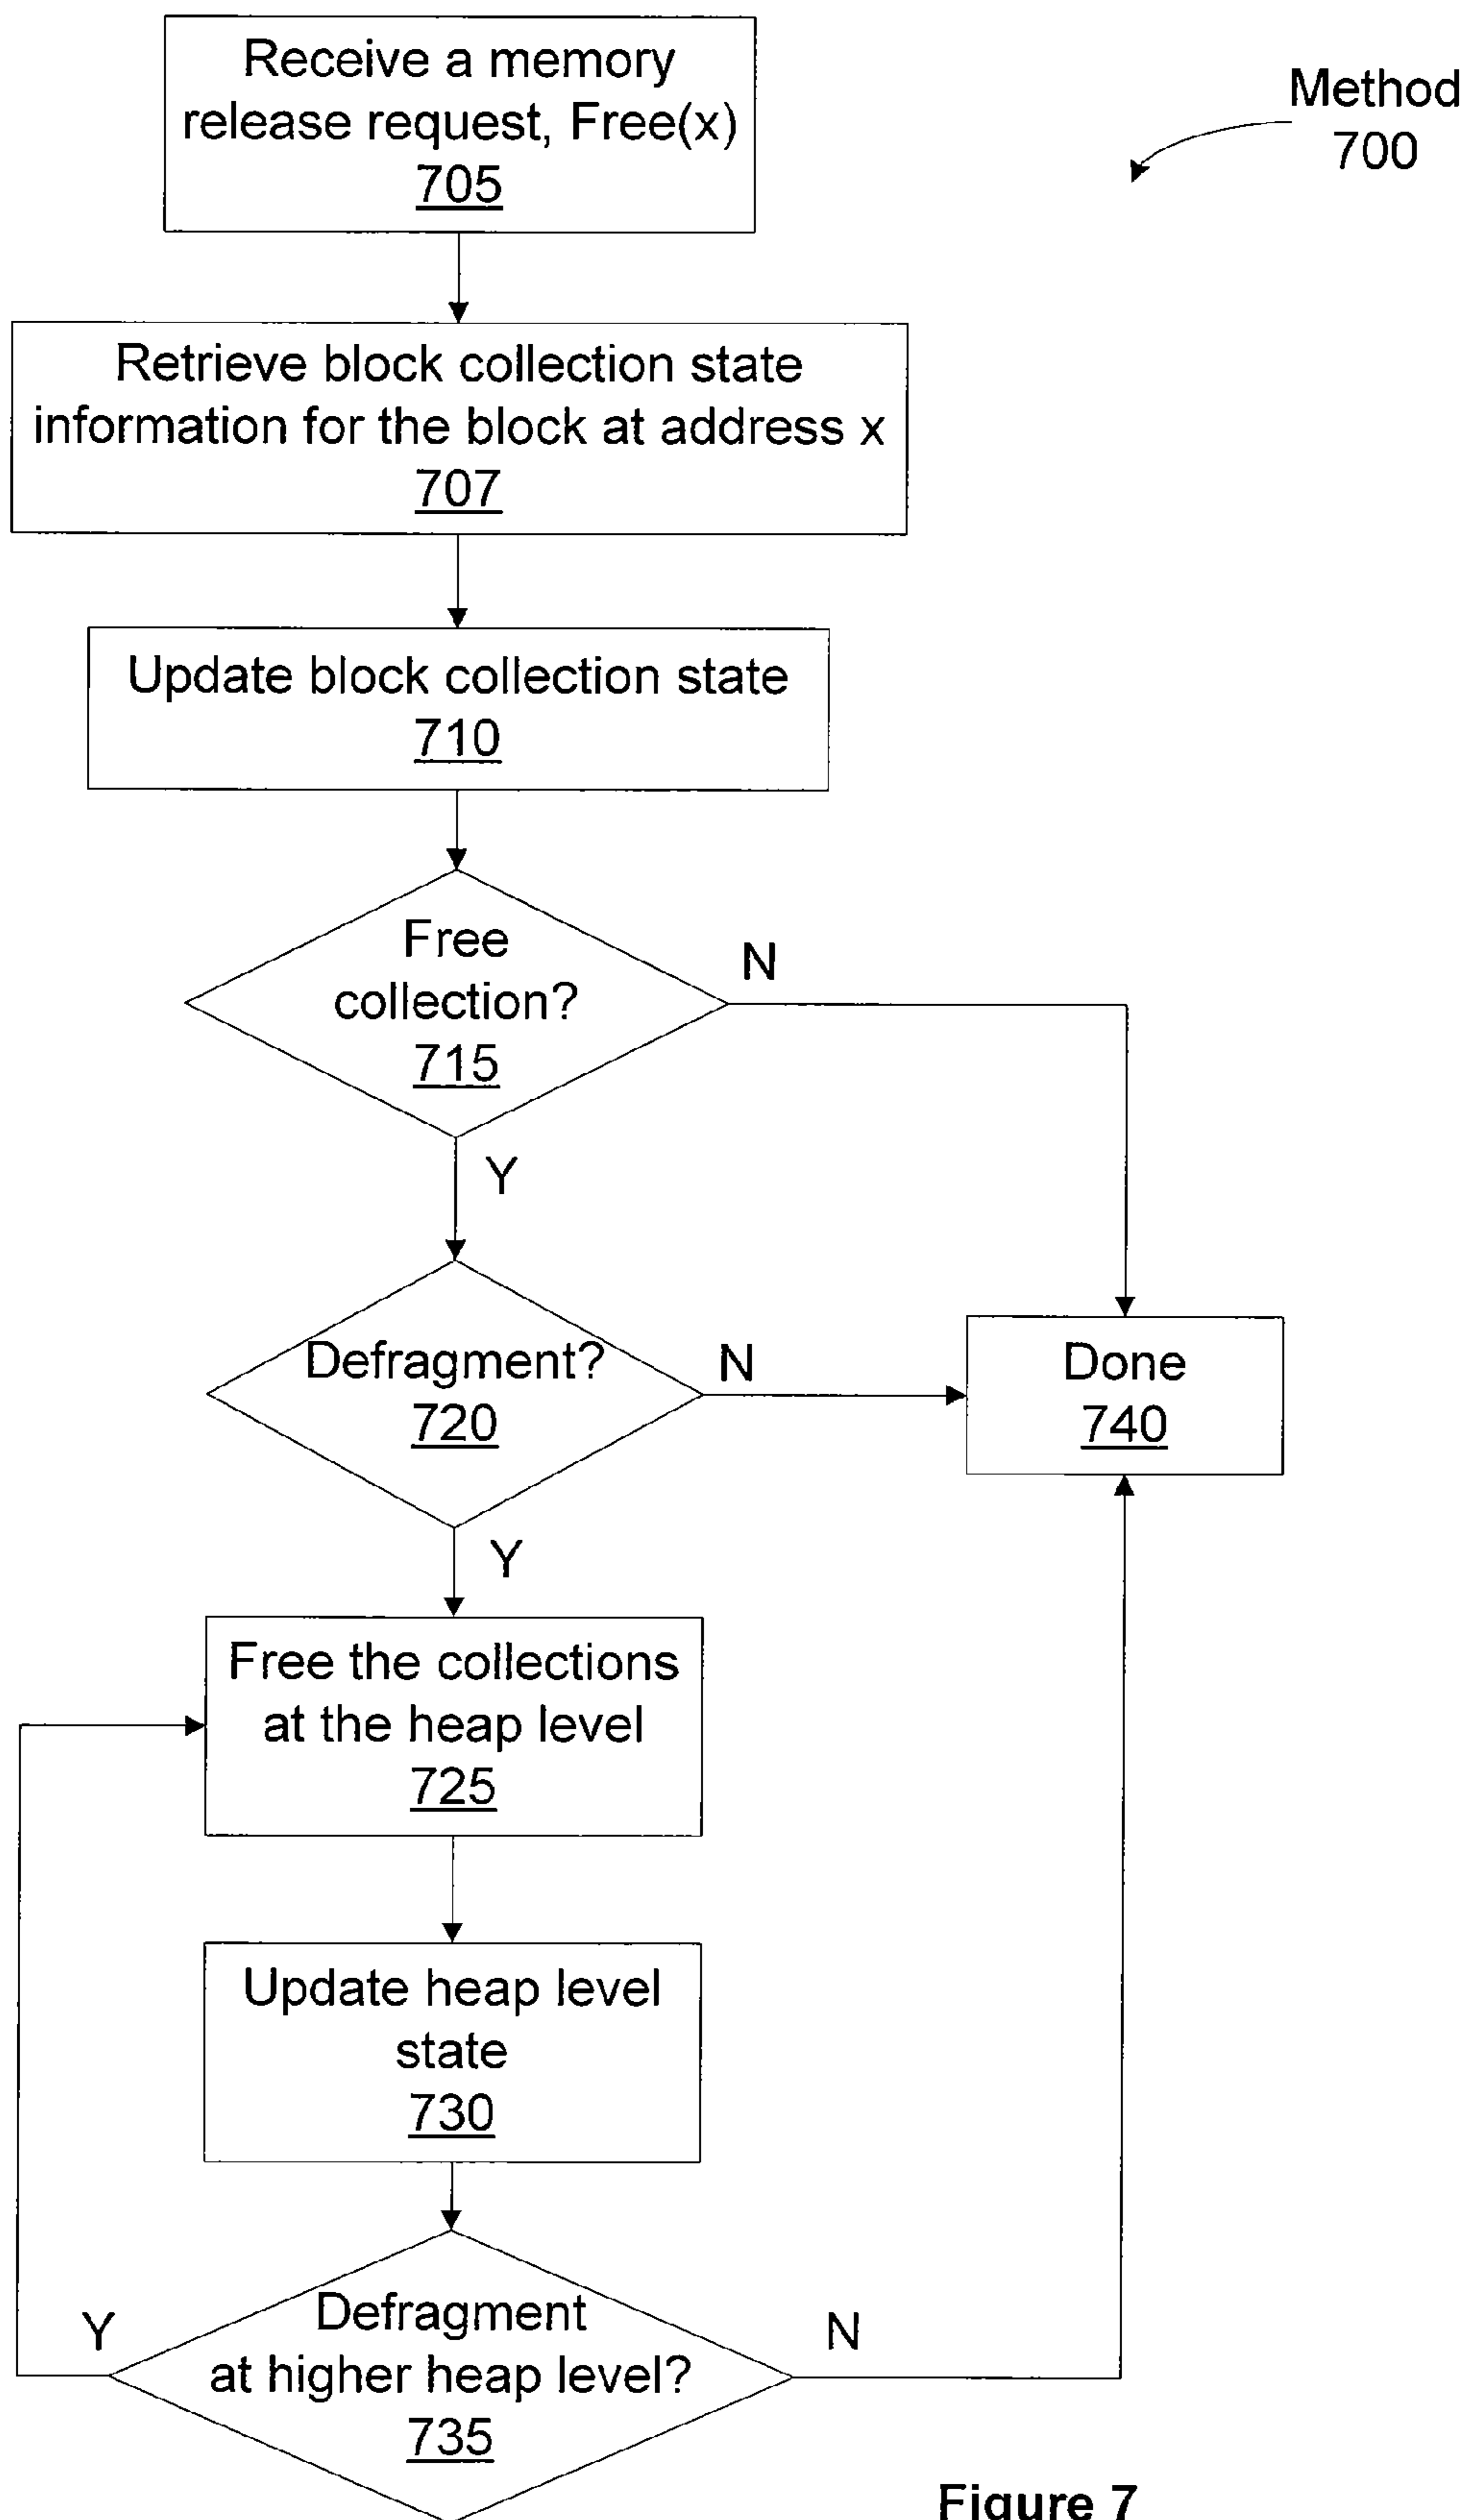 Receive a memory
release request, Free(x)
705
Method
700
Retrieve block collection state
information for the block at address x
707
Update block collection state
710
Free
collection?
715
N
Y
Defragment?
720
N
Done
740
Y
Free the collections
at the heap level
725
Update heap level
state
730
Defragment
at higher heap level?
735
Y
N
Figure 7